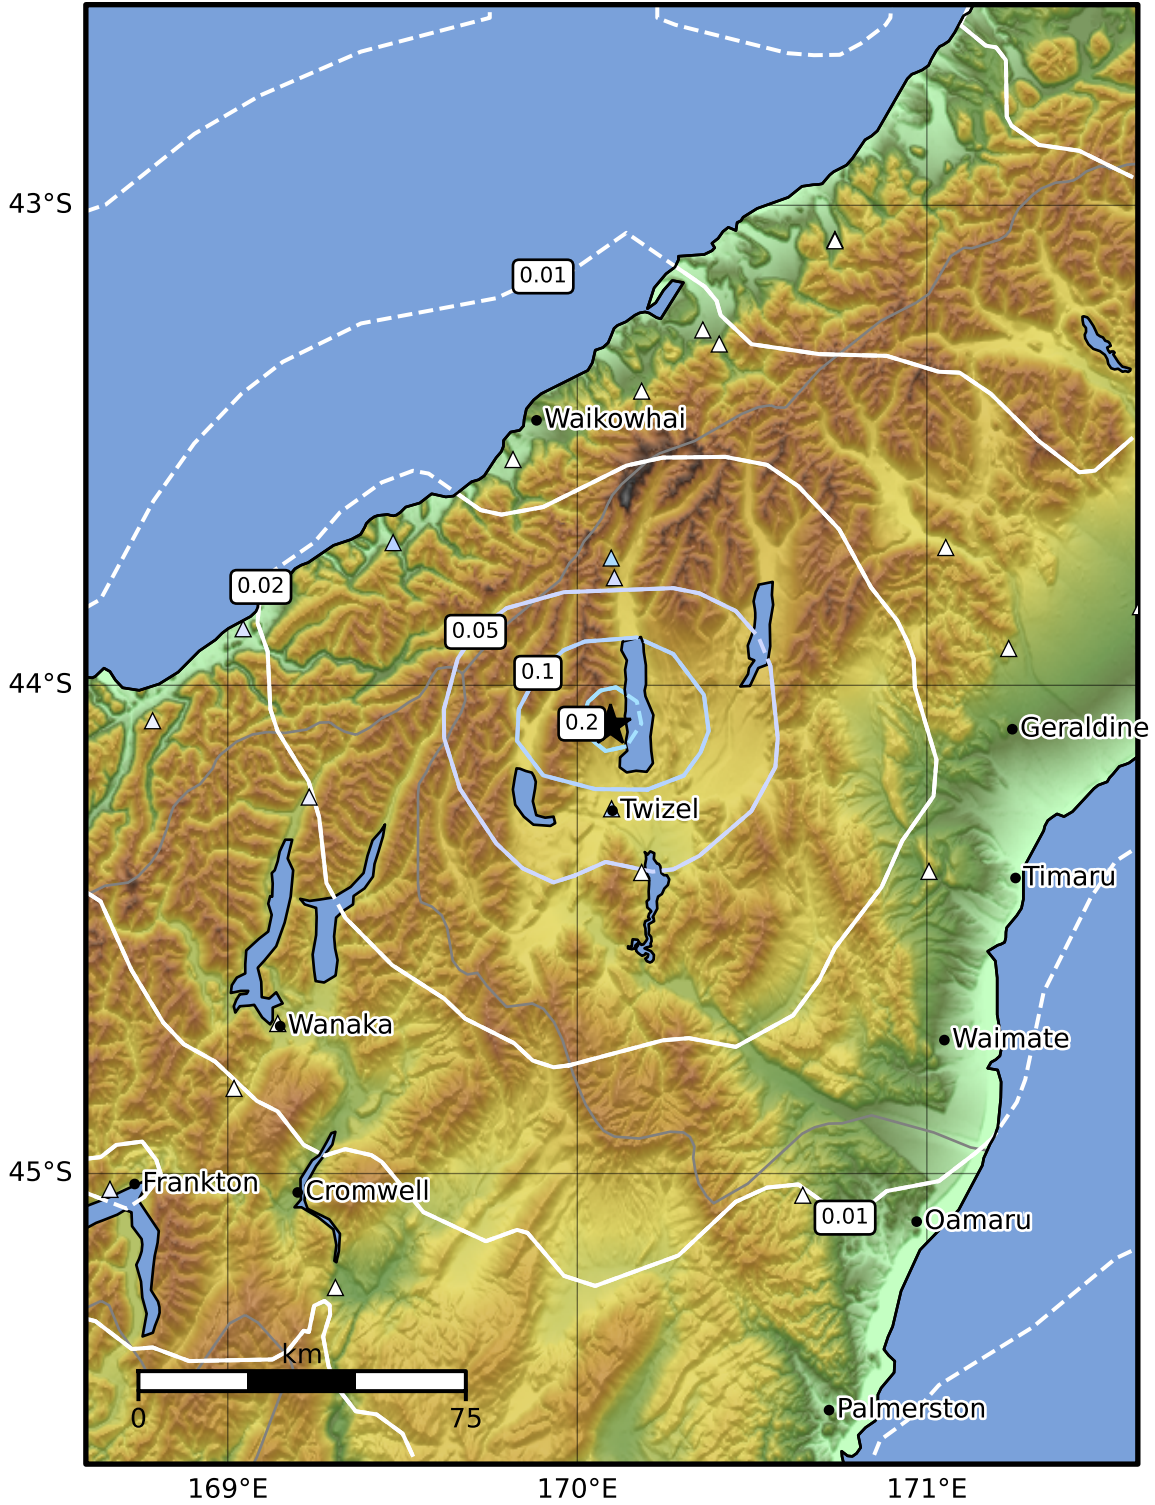 43°S
0.01
Waikowhai
0.02
0.05
0.1
44°S
0.2
Geraldine
Twizel
Timaru
Wanaka
Waimate
45°S
Frankton
Cromwell
0.01
Oamaru
km
0
75
Palmerston
169°E
170°E
171°E